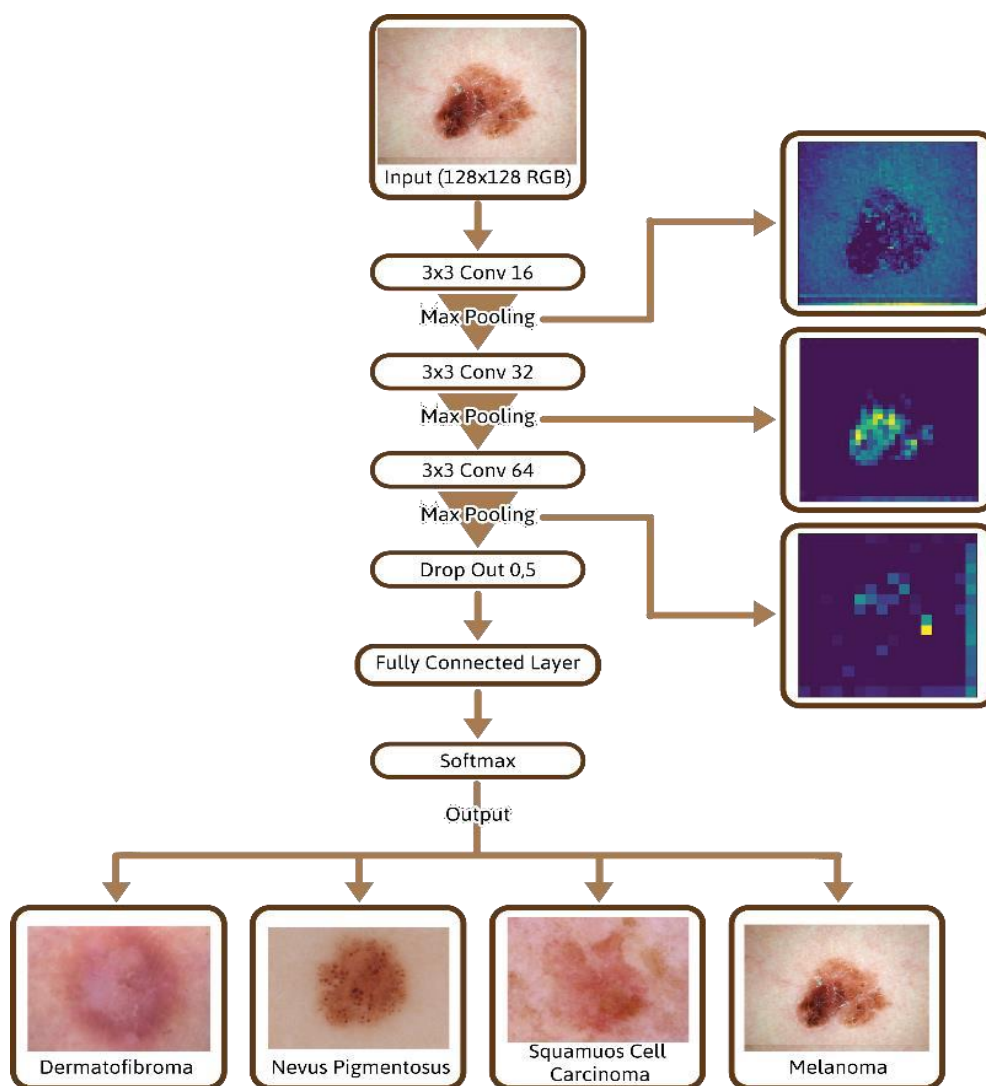 Input (128x128 RGB)
3x3 Conv 16
Max Pooling
3x3 Conv 32
Max Pooling
3x3 Conv 64
Max Pooling
Drop Out 0,5
Fully Connected Layer
Softmax
Output
Dermatofibroma
Nevus Pigmentosus
Squamuos Cell
Carcinoma
Melanoma